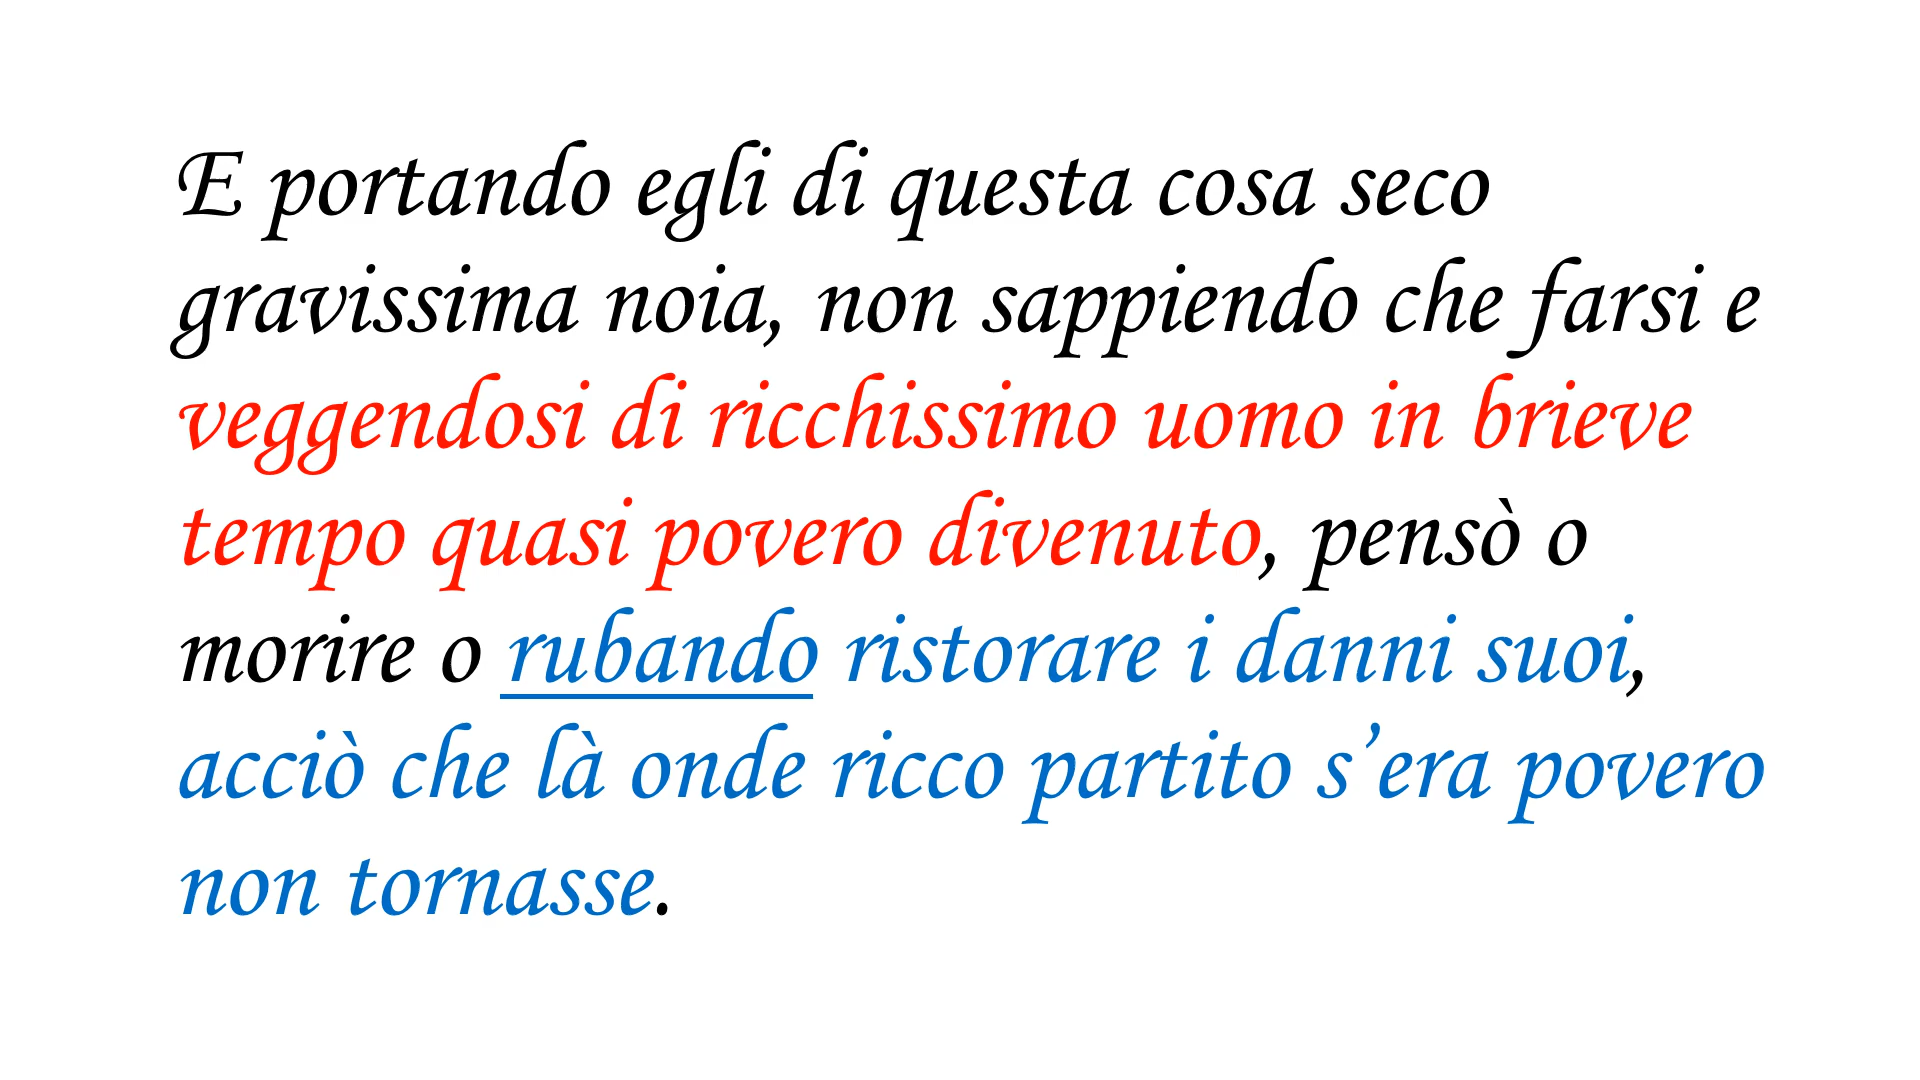 E portando egli di questa cosa seco
gravissima noia, non sappiendo che farsi e
veggendosi di ricchissimo uomo in brieve
tempo quasi povero divenuto, pensò o
morire o rubando ristorare i danni suoi,
acciò che là onde ricco partito s’era povero
non tornasse.